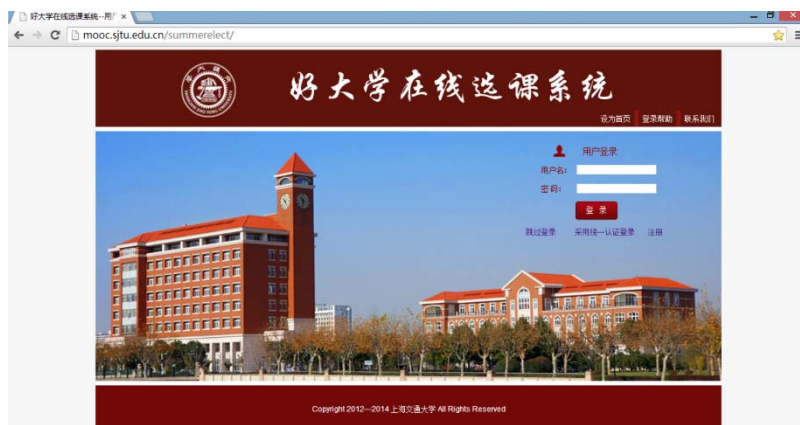 好大学在线选课系统--用户
mooc.sjtu.edu.cn/summerelect/
好大学在线选课系统
设为首页 登录帮助 联系我们
用户登录
用户名:
密码:
登 录
跳过登录 采用统一认证登录 注册
Copyright 2012—2014 上海交通大学 All Rights Reserved